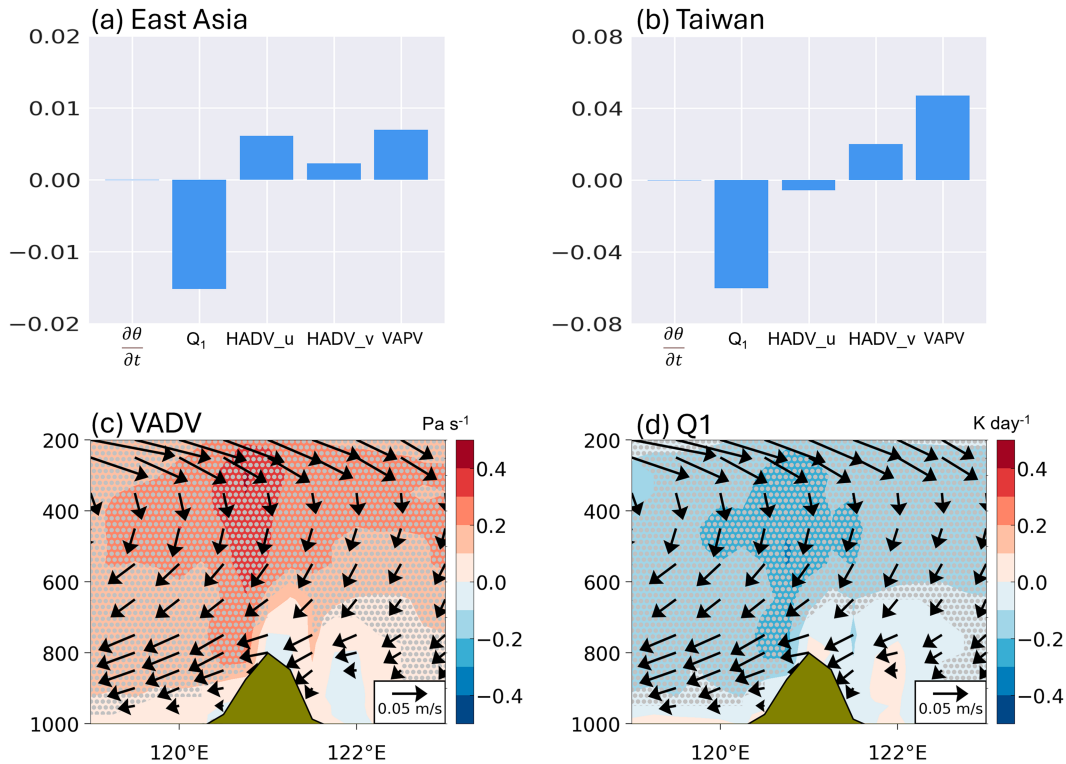 (a) East Asia
0.02
0.01
0.00
−0.01
−0.02
∂θ/∂t Q₁ HADV_u HADV_v VAPV
(b) Taiwan
0.08
0.04
0.00
−0.04
−0.08
∂θ/∂t Q₁ HADV_u HADV_v VAPV
(c) VADV
Pa s⁻¹
200
400
600
800
1000
120°E 122°E
0.05 m/s
0.4
0.2
0.0
−0.2
−0.4
(d) Q1
K day⁻¹
200
400
600
800
1000
120°E 122°E
0.05 m/s
0.4
0.2
0.0
−0.2
−0.4